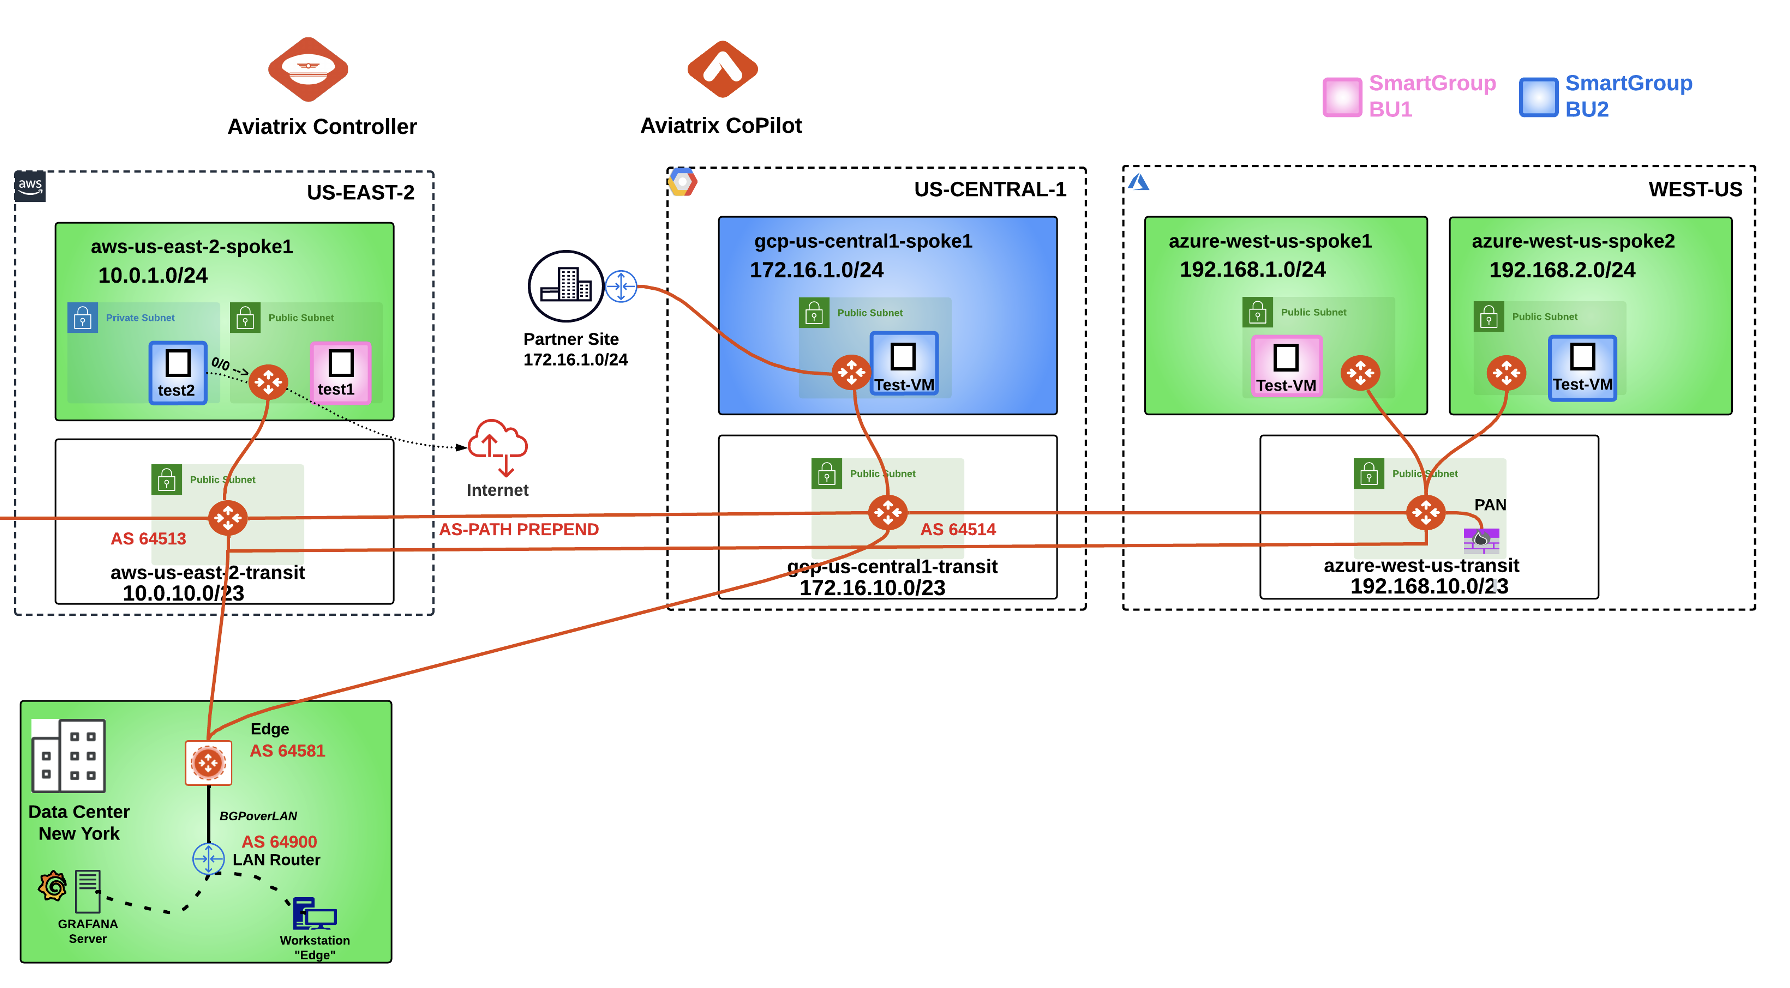 Aviatrix Controller
Aviatrix CoPilot
SmartGroup
BU1
SmartGroup
BU2
aws
US-EAST-2
aws-us-east-2-spoke1
10.0.1.0/24
Private Subnet
Public Subnet
test2
0/0 -->
test1
Public Subnet
AS 64513
aws-us-east-2-transit
10.0.10.0/23
Internet
AS-PATH PREPEND
Partner Site
172.16.1.0/24
US-CENTRAL-1
gcp-us-central1-spoke1
172.16.1.0/24
Public Subnet
Test-VM
Public Subnet
AS 64514
gcp-us-central1-transit
172.16.10.0/23
WEST-US
azure-west-us-spoke1
192.168.1.0/24
Public Subnet
Test-VM
azure-west-us-spoke2
192.168.2.0/24
Public Subnet
Test-VM
Public Subnet
PAN
azure-west-us-transit
192.168.10.0/23
Edge
AS 64581
Data Center
New York
BGPoverLAN
AS 64900
LAN Router
GRAFANA
Server
Workstation
"Edge"